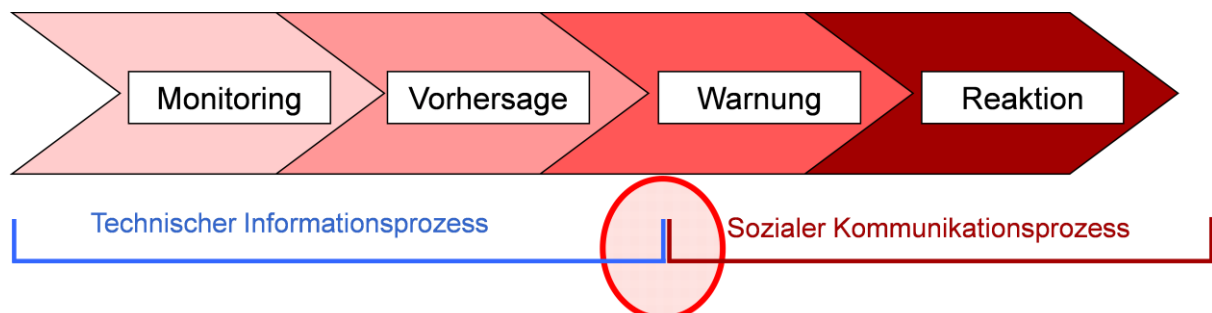 Monitoring
Vorhersage
Warnung
Reaktion
Technischer Informationsprozess
Sozialer Kommunikationsprozess